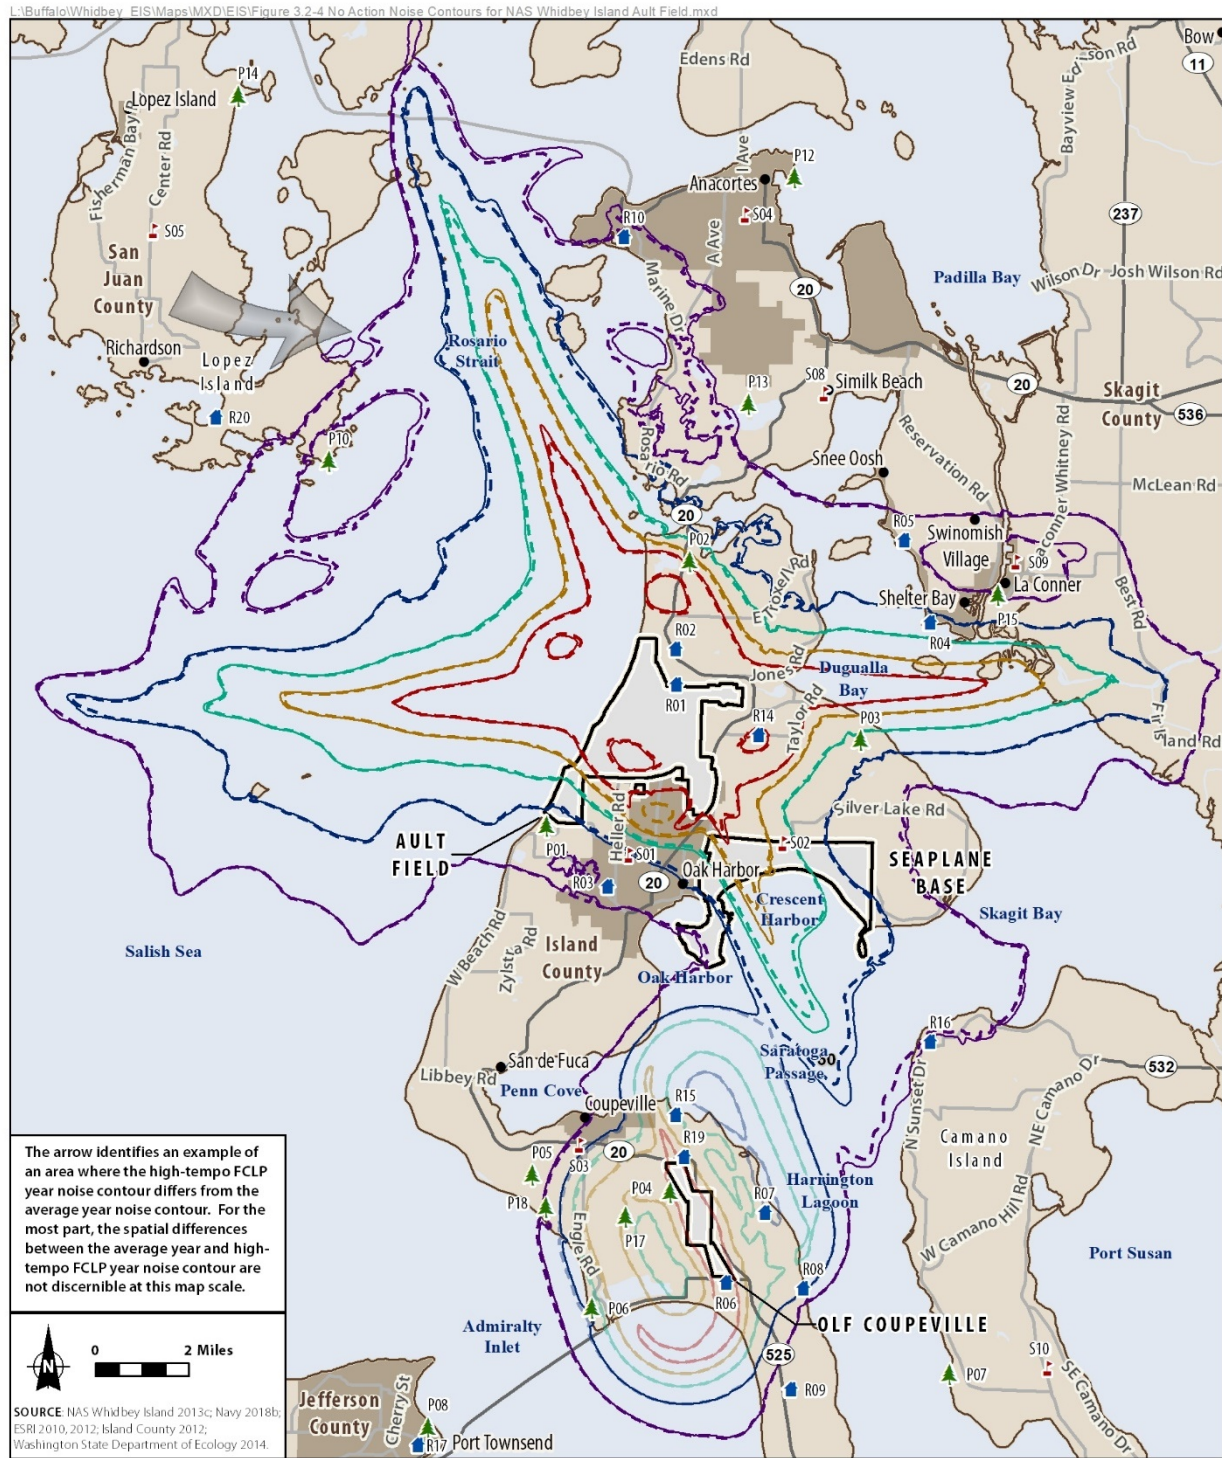 L:\Buffalo\Whidbey_EIS\Maps\MXD\EIS\Figure 3.2-4 No Action Noise Contours for NAS Whidbey Island Ault Field.mxd
Bow
11
Edens Rd
Bayview Edison Rd
P14
Lopez Island
Fisherman Bay R
Center Rd
S05
San
Juan
County
Richardson
Lopez
Island
R20
P10
Rosario
Strait
I Ave
P12
Anacortes
S04
R10
A Ave
Marine Dr
20
237
Padilla Bay
Wilson Dr
Josh Wilson Rd
P13
S08
Similk Beach
20
Skagit
County
536
Rosario Rd
Snee Oosh
Reservation Rd
McLean Rd
20
P02
R05
Swinomish
Village
S09
La Conner
Shelter Bay
P15
R04
Best Rd
E Troxell Rd
R02
Jones Rd
Dugualla
Bay
R01
R14
Taylor Rd
P03
Silver Lake Rd
AULT
FIELD
P01
Heller Rd
S01
S02
R03
20
Oak Harbor
SEAPLANE
BASE
Crescent
Harbor
Skagit Bay
Salish Sea
W Beach Rd
Island
County
Oak Harbor
San de Fuca
Libbey Rd
Penn Cove
Saratoga
Passage
R16
532
N Sunset Dr
NE Camano Dr
Coupeville
R15
R19
Camano
Island
S03
20
P05
P18
P04
R07
Harrington
Lagoon
Engle Rd
P17
W Camano Hill Rd
Port Susan
R08
R06
P06
OLF COUPEVILLE
Admiralty
Inlet
525
R09
P07
S10
SE Camano Dr
Jefferson
County
Cherry St
P08
R17
Port Townsend
The arrow identifies an example of
an area where the high-tempo FCLP
year noise contour differs from the
average year noise contour. For the
most part, the spatial differences
between the average year and high-
tempo FCLP year noise contour are
not discernible at this map scale.
N
0 2 Miles
SOURCE: NAS Whidbey Island 2013c; Navy 2018b;
ESRI 2010, 2012; Island County 2012;
Washington State Department of Ecology 2014.